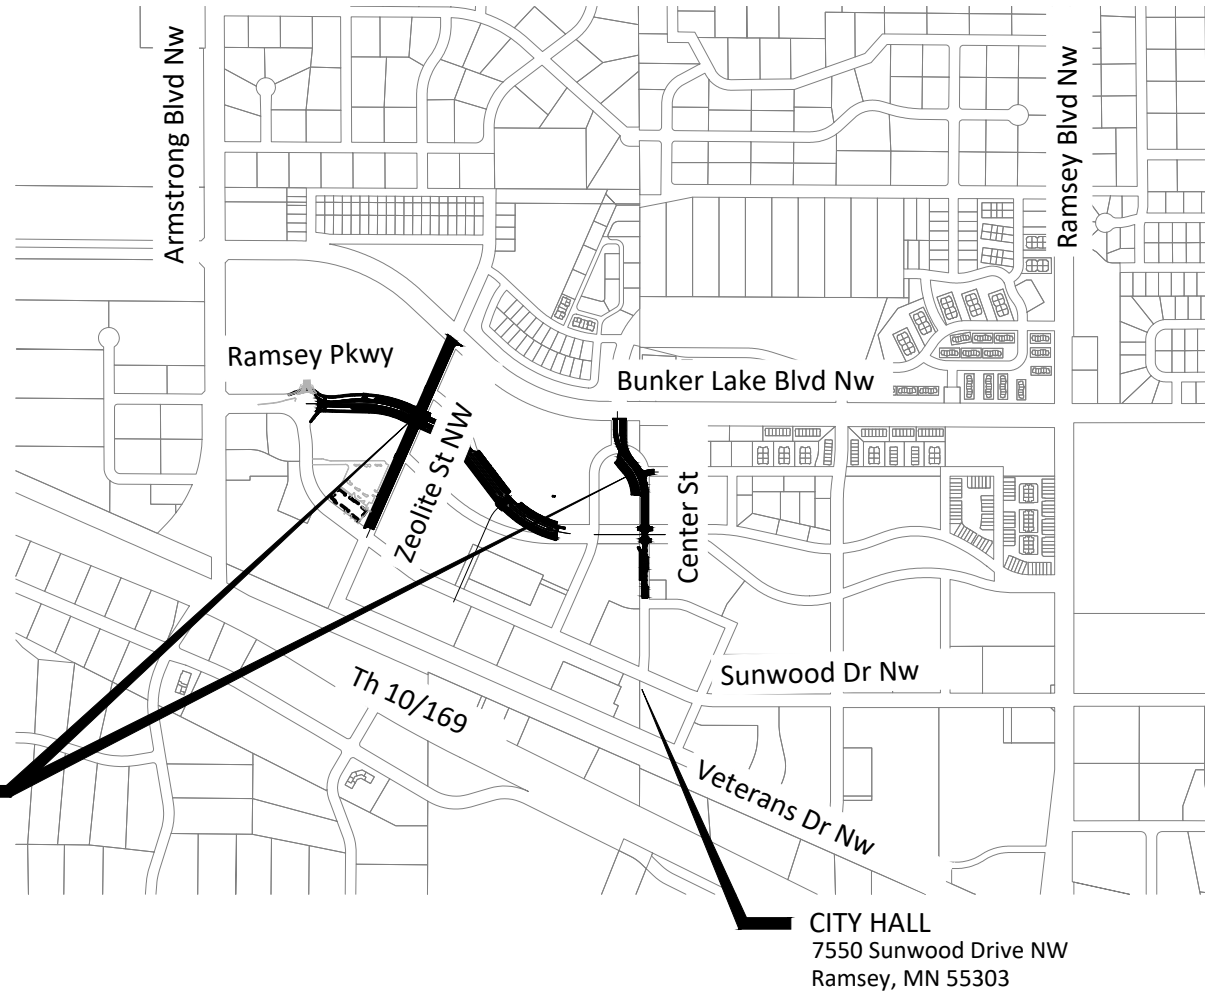 Armstrong Blvd Nw
Ramsey Blvd Nw
Ramsey Pkwy
Bunker Lake Blvd Nw
Zeolite St NW
Center St
Sunwood Dr Nw
Th 10/169
Veterans Dr Nw
CITY HALL
7550 Sunwood Drive NW
Ramsey, MN 55303